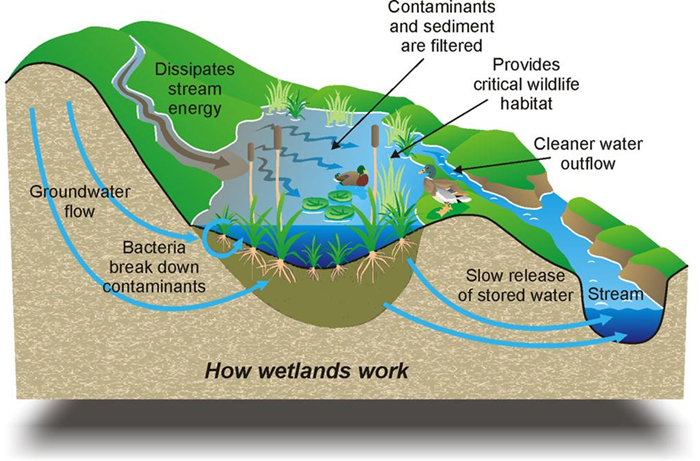 Contaminants
and sediment
are filtered
Provides
critical wildlife
habitat
Dissipates
stream
energy
Cleaner water
outflow
Groundwater
flow
Bacteria
break down
contaminants
Slow release
of stored water
Stream
How wetlands work